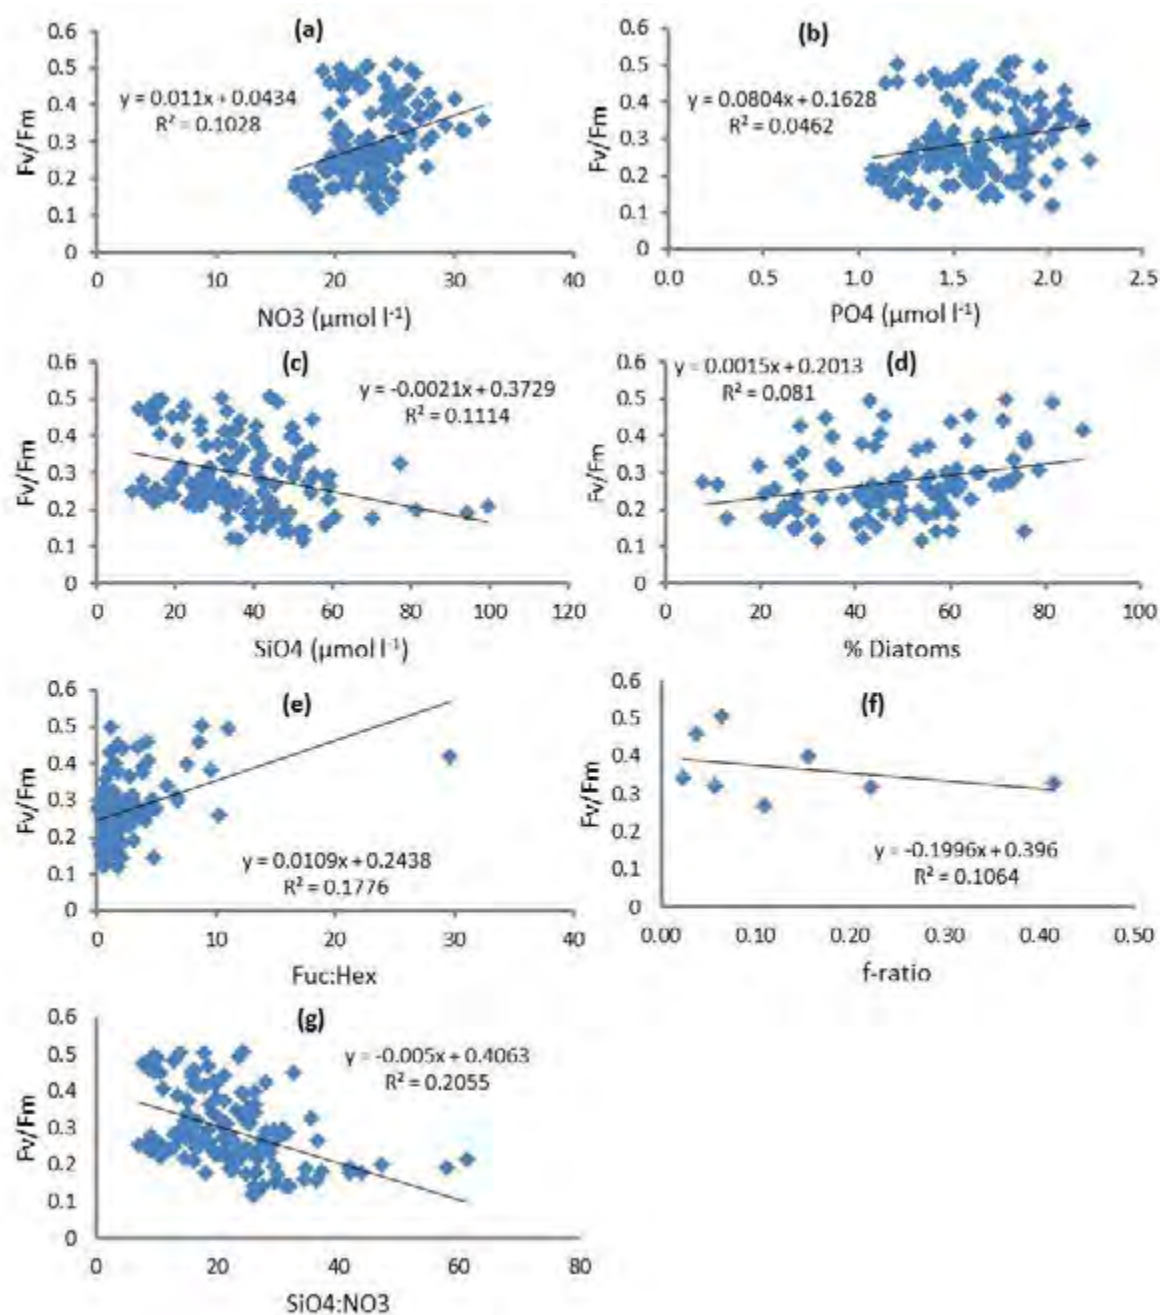 (a)
0.6
0.5
0.4
0.3
0.2
0.1
0
Fv/Fm
y = 0.011x + 0.0434
R² = 0.1028
0 10 20 30 40
NO3 (µmol l⁻¹)
(b)
0.6
0.5
0.4
0.3
0.2
0.1
0
Fv/Fm
y = 0.0804x + 0.1628
R² = 0.0462
0.0 0.5 1.0 1.5 2.0 2.5
PO4 (µmol l⁻¹)
(c)
0.6
0.5
0.4
0.3
0.2
0.1
0
Fv/Fm
y = -0.0021x + 0.3729
R² = 0.1114
0 20 40 60 80 100 120
SiO4 (µmol l⁻¹)
(d)
0.6
0.5
0.4
0.3
0.2
0.1
0
Fv/Fm
y = 0.0015x + 0.2013
R² = 0.081
0 20 40 60 80 100
% Diatoms
(e)
0.6
0.5
0.4
0.3
0.2
0.1
0
Fv/Fm
y = 0.0109x + 0.2438
R² = 0.1776
0 10 20 30 40
Fuc:Hex
(f)
0.6
0.5
0.4
0.3
0.2
0.1
0
Fv/Fm
y = -0.1996x + 0.396
R² = 0.1064
0.00 0.10 0.20 0.30 0.40 0.50
f-ratio
(g)
0.6
0.5
0.4
0.3
0.2
0.1
0
Fv/Fm
y = -0.005x + 0.4063
R² = 0.2055
0 20 40 60 80
SiO4:NO3